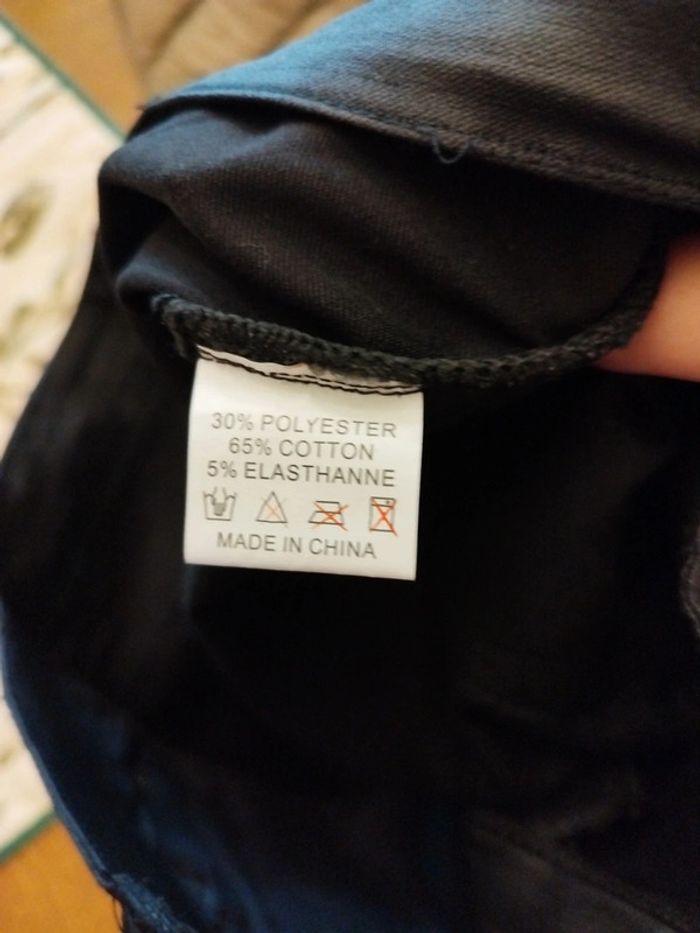 30% POLYESTER
65% COTTON
5% ELASTHANNE
MADE IN CHINA